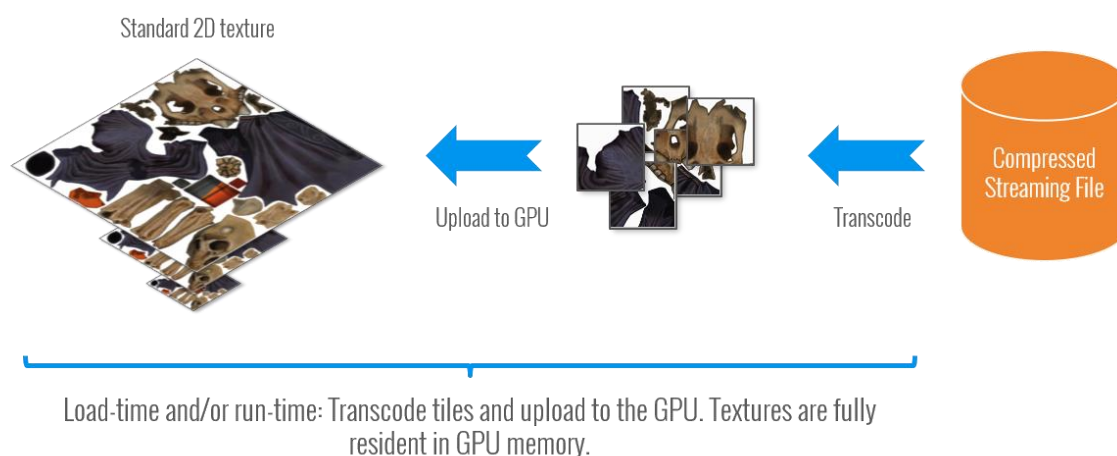 Standard 2D texture
Upload to GPU
Transcode
Compressed
Streaming File
Load-time and/or run-time: Transcode tiles and upload to the GPU. Textures are fully
resident in GPU memory.